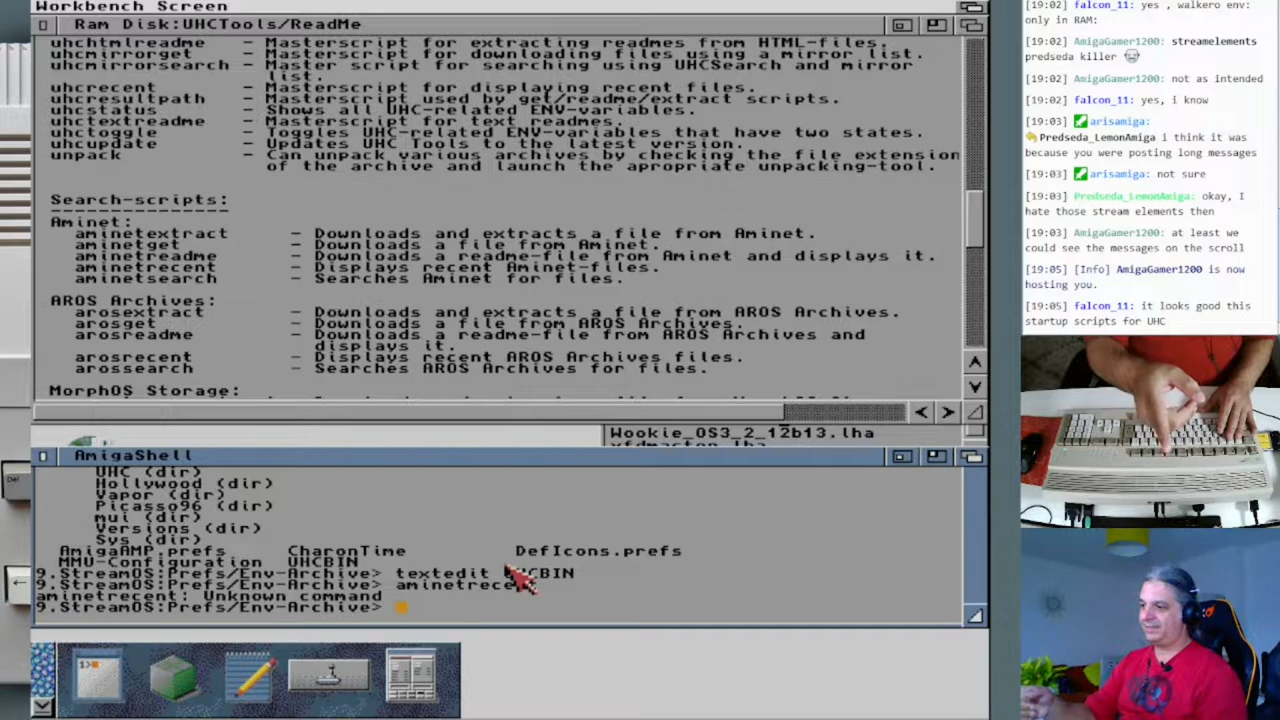 Workbench Screen
Ram Disk:UHCTools/ReadMe
uhchtmlreadme - Masterscript for extracting readmes from HTML-files.
uhcmirrorget - Masterscript for downloading files using a mirror list.
uhcmirrorsearch - Master script for searching using UHCSearch and mirror
list.
uhcrecent - Masterscript for displaying recent files.
uhcresultpath - Masterscript used by get/readme/extract scripts.
uhcstatus - Shows all UHC-related ENV-variables.
uhctextreadme - Masterscript for text readmes.
uhctoggle - Toggles UHC-related ENV-variables that have two states.
uhcupdate - Updates UHC Tools to the latest version.
unpack - Can unpack various archives by checking the file extension
of the archive and launch the apropriate unpacking-tool.
Search-scripts:
Aminet:
aminetextract - Downloads and extracts a file from Aminet.
aminetget - Downloads a file from Aminet.
aminetreadme - Downloads a readme-file from Aminet and displays it.
aminetrecent - Displays recent Aminet-files.
aminetsearch - Searches Aminet for files.
AROS Archives:
arosextract - Downloads and extracts a file from AROS Archives.
arosget - Downloads a file from AROS Archives.
arosreadme - Downloads a readme-file from AROS Archives and
displays it.
arosrecent - Displays recent AROS Archives files.
arossearch - Searches AROS Archives for files.
MorphOS Storage:
Wookie_OS3_2_12b13.lha
AmigaShell
UHC (dir)
Hollywood (dir)
Vapor (dir)
Picasso96 (dir)
mui (dir)
Versions (dir)
Sys (dir)
AmigaAMP.prefs CharonTime DefIcons.prefs
MMU-Configuration UHCBIN
9.StreamOS:Prefs/Env-Archive> textedit
9.StreamOS:Prefs/Env-Archive>
aminetrecent: Unknown command
9.StreamOS:Prefs/Env-Archive>
[19:02] falcon_11: yes , walkero env:
only in RAM:
[19:02] AmigaGamer1200: streamelements
predseda killer
[19:02] AmigaGamer1200: not as intended
[19:02] falcon_11: yes, i know
[19:03] arisamiga:
Predseda_LemonAmiga i think it was
because you were posting long messages
[19:03] arisamiga: not sure
[19:03] Predseda_LemonAmiga: okay, I
hate those stream elements then
[19:03] AmigaGamer1200: at least we
could see the messages on the scroll
[19:05] [Info] AmigaGamer1200 is now
hosting you.
[19:05] falcon_11: it looks good this
startup scripts for UHC
Del